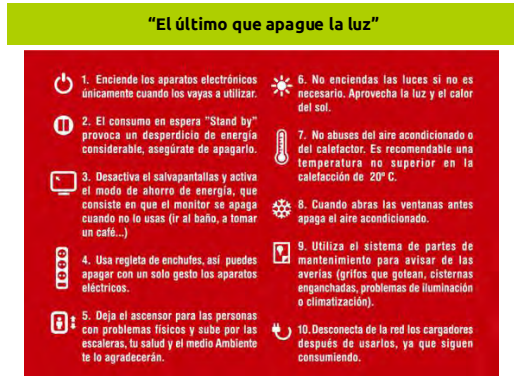 “El último que apague la luz”
1. Enciende los aparatos electrónicos
únicamente cuando los vayas a utilizar.
2. El consumo en espera "Stand by"
provoca un desperdicio de energía
considerable, asegúrate de apagarlo.
3. Desactiva el salvapantallas y activa
el modo de ahorro de energía, que
consiste en que el monitor se apaga
cuando no lo usas (ir al baño, a tomar
un café...)
4. Usa regleta de enchufes, así puedes
apagar con un solo gesto los aparatos
eléctricos.
5. Deja el ascensor para las personas
con problemas físicos y sube por las
escaleras, tu salud y el medio Ambiente
te lo agradecerán.
6. No enciendas las luces si no es
necesario. Aprovecha la luz y el calor
del sol.
7. No abuses del aire acondicionado o
del calefactor. Es recomendable una
temperatura no superior en la
calefacción de 20º C.
8. Cuando abras las ventanas antes
apaga el aire acondicionado.
9. Utiliza el sistema de partes de
mantenimiento para avisar de las
averías (grifos que gotean, cisternas
enganchadas, problemas de iluminación
o climatización).
10.Desconecta de la red los cargadores
después de usarlos, ya que siguen
consumiendo.